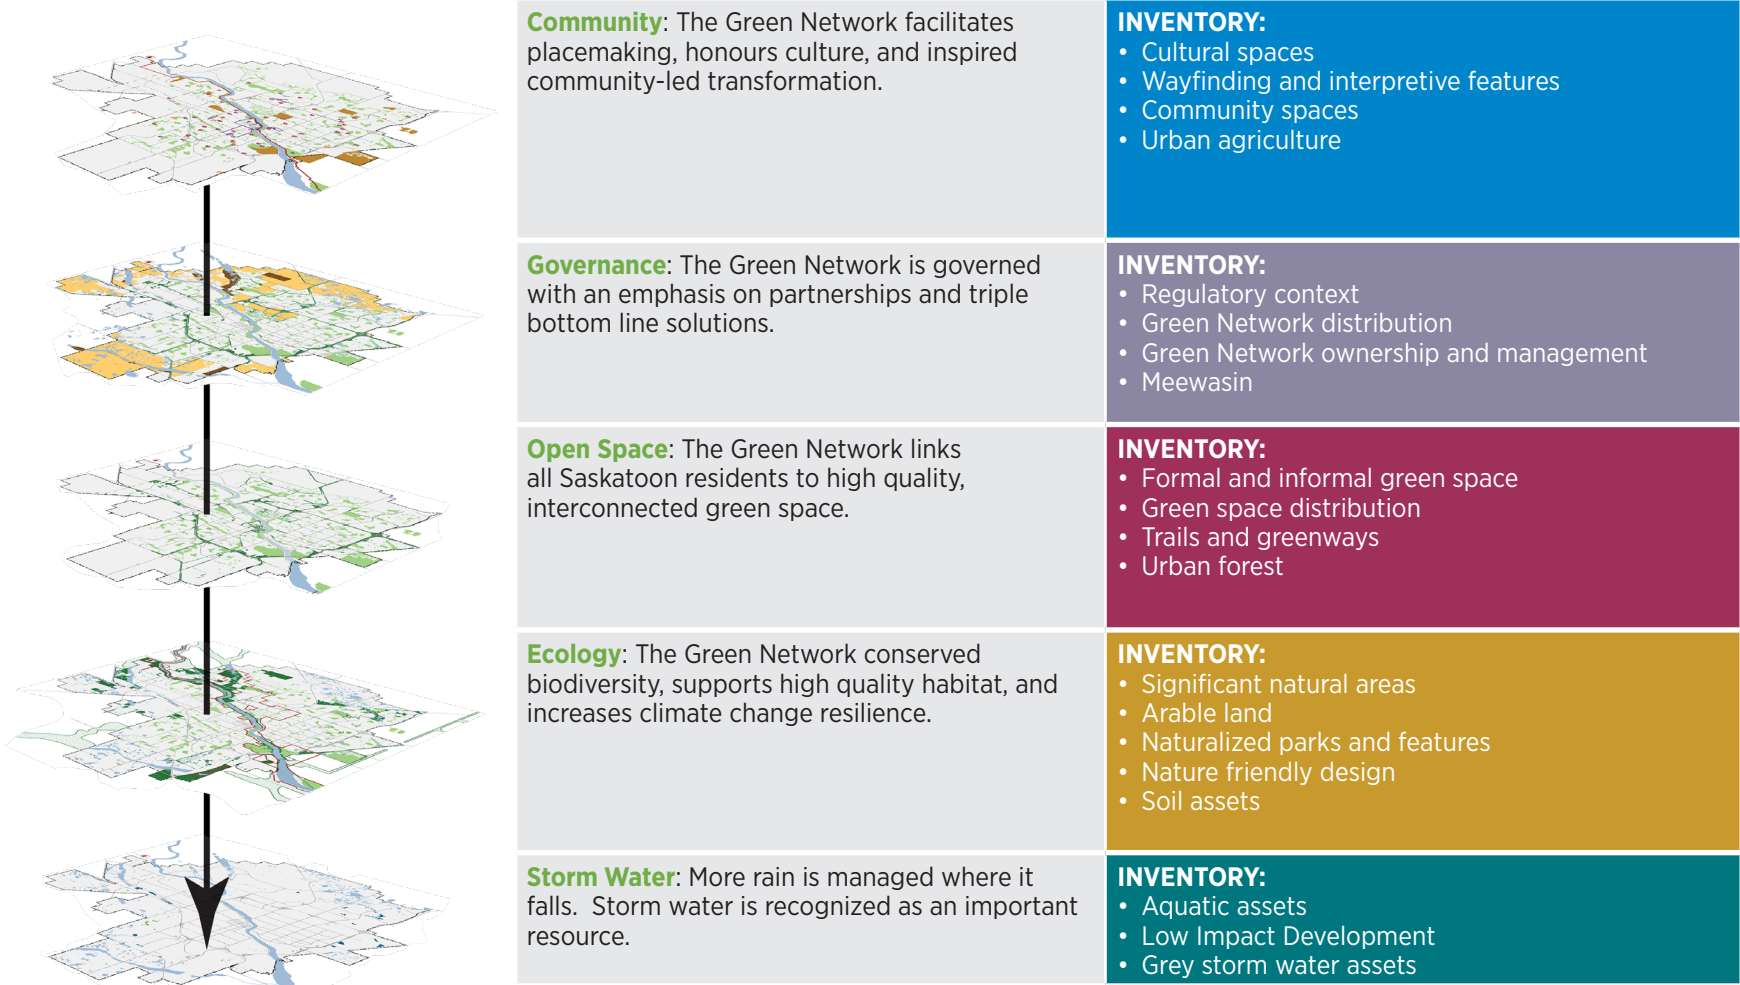 Community: The Green Network facilitates
placemaking, honours culture, and inspired
community-led transformation.
INVENTORY:
• Cultural spaces
• Wayfinding and interpretive features
• Community spaces
• Urban agriculture
Governance: The Green Network is governed
with an emphasis on partnerships and triple
bottom line solutions.
INVENTORY:
• Regulatory context
• Green Network distribution
• Green Network ownership and management
• Meewasin
Open Space: The Green Network links
all Saskatoon residents to high quality,
interconnected green space.
INVENTORY:
• Formal and informal green space
• Green space distribution
• Trails and greenways
• Urban forest
Ecology: The Green Network conserved
biodiversity, supports high quality habitat, and
increases climate change resilience.
INVENTORY:
• Significant natural areas
• Arable land
• Naturalized parks and features
• Nature friendly design
• Soil assets
Storm Water: More rain is managed where it
falls.  Storm water is recognized as an important
resource.
INVENTORY:
• Aquatic assets
• Low Impact Development
• Grey storm water assets